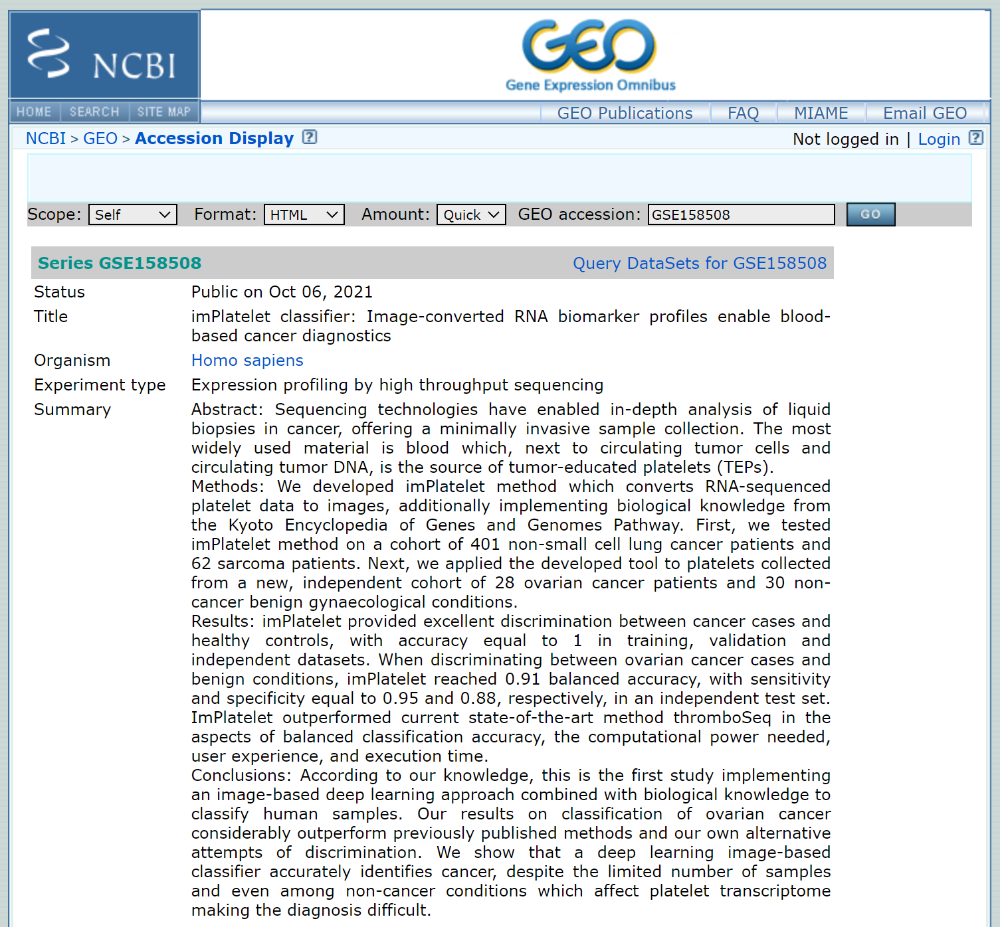 NCBI
GEO
Gene Expression Omnibus
HOME SEARCH SITE MAP GEO Publications FAQ MIAME Email GEO
NCBI > GEO > Accession Display ? Not logged in | Login ?
Scope: Self Format: HTML Amount: Quick GEO accession: GSE158508 GO
Series GSE158508 Query DataSets for GSE158508
Status Public on Oct 06, 2021
Title imPlatelet classifier: Image-converted RNA biomarker profiles enable blood-
based cancer diagnostics
Organism Homo sapiens
Experiment type Expression profiling by high throughput sequencing
Summary Abstract: Sequencing technologies have enabled in-depth analysis of liquid
biopsies in cancer, offering a minimally invasive sample collection. The most
widely used material is blood which, next to circulating tumor cells and
circulating tumor DNA, is the source of tumor-educated platelets (TEPs).
Methods: We developed imPlatelet method which converts RNA-sequenced
platelet data to images, additionally implementing biological knowledge from
the Kyoto Encyclopedia of Genes and Genomes Pathway. First, we tested
imPlatelet method on a cohort of 401 non-small cell lung cancer patients and
62 sarcoma patients. Next, we applied the developed tool to platelets collected
from a new, independent cohort of 28 ovarian cancer patients and 30 non-
cancer benign gynaecological conditions.
Results: imPlatelet provided excellent discrimination between cancer cases and
healthy controls, with accuracy equal to 1 in training, validation and
independent datasets. When discriminating between ovarian cancer cases and
benign conditions, imPlatelet reached 0.91 balanced accuracy, with sensitivity
and specificity equal to 0.95 and 0.88, respectively, in an independent test set.
ImPlatelet outperformed current state-of-the-art method thromboSeq in the
aspects of balanced classification accuracy, the computational power needed,
user experience, and execution time.
Conclusions: According to our knowledge, this is the first study implementing
an image-based deep learning approach combined with biological knowledge to
classify human samples. Our results on classification of ovarian cancer
considerably outperform previously published methods and our own alternative
attempts of discrimination. We show that a deep learning image-based
classifier accurately identifies cancer, despite the limited number of samples
and even among non-cancer conditions which affect platelet transcriptome
making the diagnosis difficult.